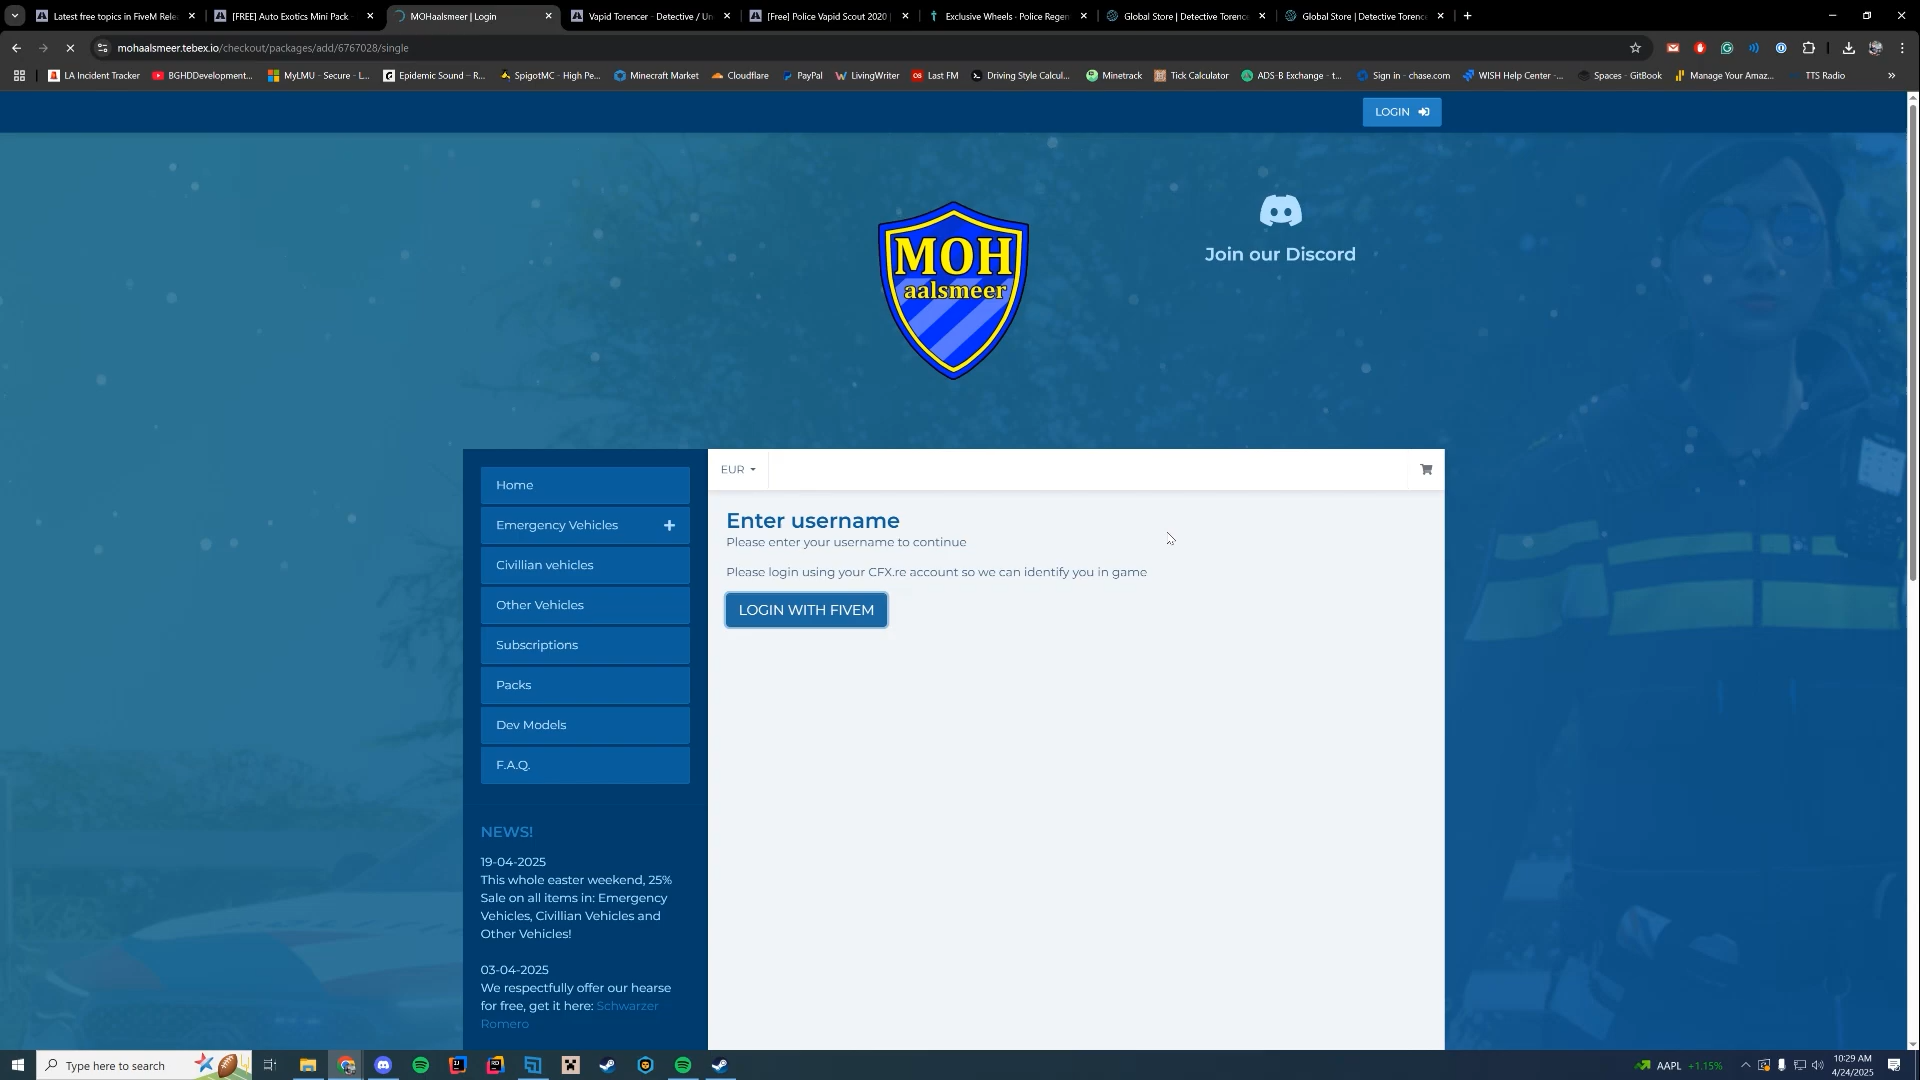 Latest free topics in FiveM Rele
[FREE] Auto Exotics Mini Pack -
MOHaalsmeer | Login
Vapid Torencer - Detective / Un
[Free] Police Vapid Scout 2020
Exclusive Wheels - Police Regen
Global Store | Detective Torenc
Global Store | Detective Torenc
mohaalsmeer.tebex.io/checkout/packages/add/6767028/single
LA Incident Tracker
BGHDDevelopment...
MyLMU - Secure - L...
Epidemic Sound - R...
SpigotMC - High Pe...
Minecraft Market
Cloudflare
PayPal
LivingWriter
Last FM
Driving Style Calcul...
Minetrack
Tick Calculator
ADS-B Exchange - t...
Sign in - chase.com
WISH Help Center -...
Spaces - GitBook
Manage Your Amaz...
TTS Radio
LOGIN
MOH
aalsmeer
Join our Discord
Home
Emergency Vehicles
Civillian vehicles
Other Vehicles
Subscriptions
Packs
Dev Models
F.A.Q.
EUR
Enter username
Please enter your username to continue
Please login using your CFX.re account so we can identify you in game
LOGIN WITH FIVEM
NEWS!
19-04-2025
This whole easter weekend, 25%
Sale on all items in: Emergency
Vehicles, Civillian Vehicles and
Other Vehicles!
03-04-2025
We respectfully offer our hearse
for free, get it here: Schwarzer
Romero
Type here to search
AAPL +1.15%
10:29 AM
4/24/2025